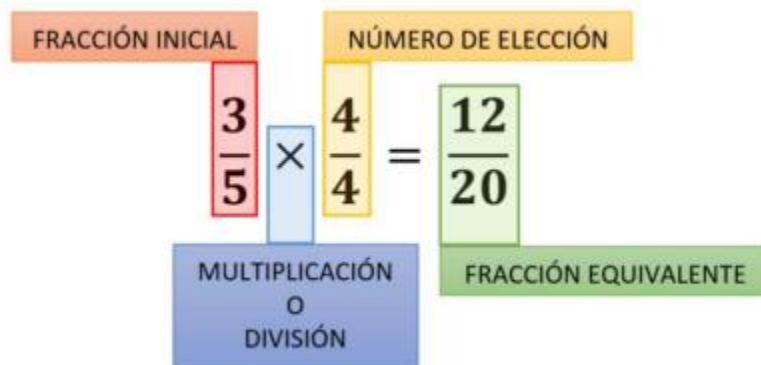 FRACCIÓN INICIAL
NÚMERO DE ELECCIÓN
3/5 × 4/4 = 12/20
MULTIPLICACIÓN
O
DIVISIÓN
FRACCIÓN EQUIVALENTE